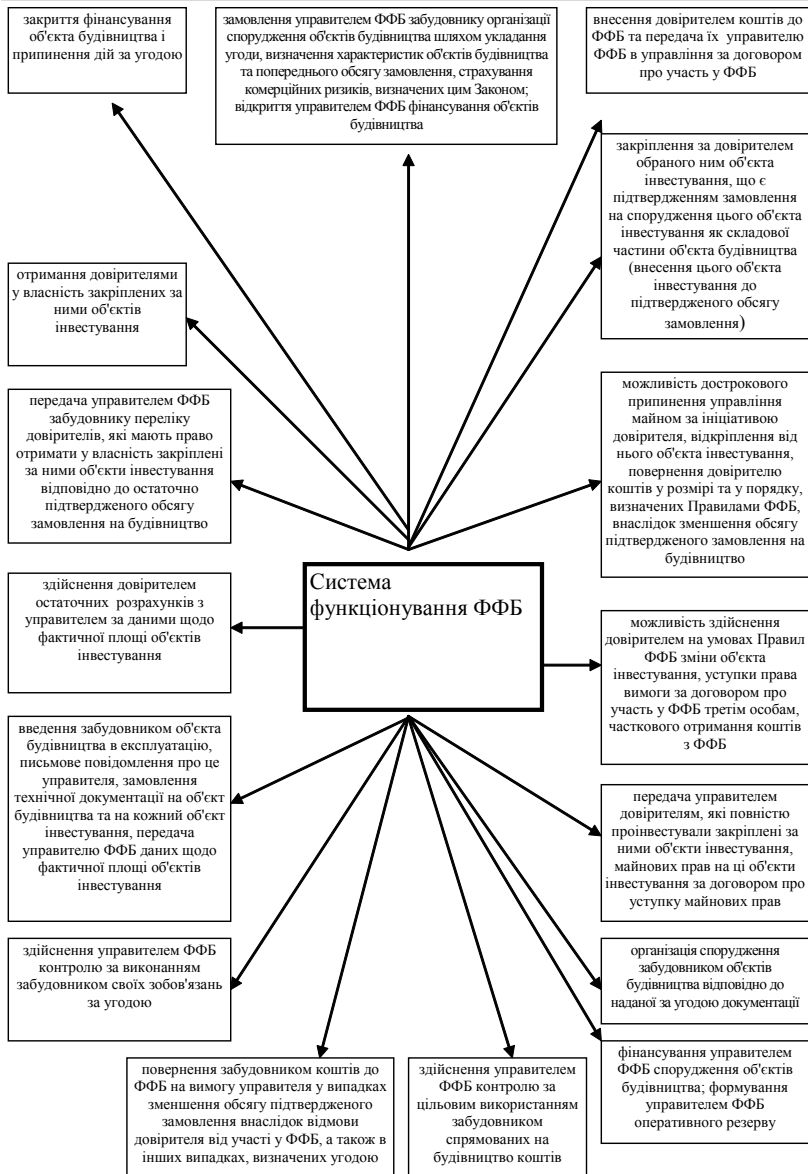 закриття фінансування
об'єкта будівництва і
припинення дій за
угодою
замовлення управителем ФФБ забудовнику організації
спорудження об'єктів будівництва шляхом укладання
угоди, визначення характеристик об'єктів будівництва
та попереднього обсягу замовлення, страхування
комерційних ризиків, визначених цим Законом;
відкриття управителем ФФБ фінансування об'єктів
будівництва
внесення довірителем коштів до
ФФБ та передача їх управителю
ФФБ в управління за договором
про участь у ФФБ
закріплення за довірителем
обраного ним об'єкта
інвестування, що є
підтвердженням замовлення
на спорудження цього об'єкта
інвестування як складової
частини об'єкта будівництва
(внесення цього об'єкта
інвестування до
підтвердженого обсягу
замовлення)
отримання довірителями
у власність закріплених за
ними об'єктів
інвестування
передача управителем ФФБ
забудовнику переліку
довірителів, які мають право
отримати у власність закріплені
за ними об'єкти інвестування
відповідно до остаточно
підтвердженого обсягу
замовлення на будівництво
можливість дострокового
припинення управління
майном за ініціативою
довірителя, відкріплення від
нього об'єкта інвестування,
повернення довірителю
коштів у розмірі та у порядку,
визначених Правилами ФФБ,
внаслідок зменшення обсягу
підтвердженого замовлення на
будівництво
Система
функціонування ФФБ
здійснення довірителем
остаточних розрахунків з
управителем за даними щодо
фактичної площі об'єктів
інвестування
можливість здійснення
довірителем на умовах Правил
ФФБ зміни об'єкта
інвестування, уступки права
вимоги за договором про
участь у ФФБ третім особам,
часткового отримання коштів
з ФФБ
введення забудовником об'єкта
будівництва в експлуатацію,
письмове повідомлення про це
управителя, замовлення
технічної документації на об'єкт
будівництва та на кожний об'єкт
інвестування, передача
управителю ФФБ даних щодо
фактичної площі об'єктів
інвестування
передача управителем
довірителям, які повністю
проінвестували закріплені за
ними об'єкти інвестування,
майнових прав на ці об'єкти
інвестування за договором про
уступку майнових прав
здійснення управителем ФФБ
контролю за виконанням
забудовником своїх зобов'язань
за угодою
організація спорудження
забудовником об'єктів
будівництва відповідно до
наданої за угодою документації
повернення забудовником коштів до
ФФБ на вимогу управителя у випадках
зменшення обсягу підтвердженого
замовлення внаслідок відмови
довірителя від участі у ФФБ, а також в
інших випадках, визначених угодою
здійснення управителем
ФФБ контролю за
цільовим використанням
забудовником
спрямованих на
будівництво коштів
фінансування управителем
ФФБ спорудження об'єктів
будівництва; формування
управителем ФФБ
оперативного резерву